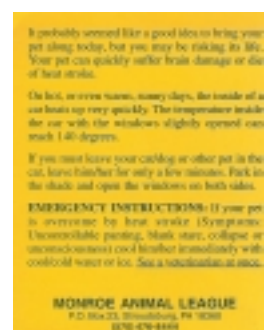 It probably seemed like a good idea to bring your
pet along today, but you may be risking its life.
Your pet can quickly suffer brain damage or die
of heat stroke.
On hot, or even warm, sunny days, the inside of a
car heats up very quickly. The temperature inside
the car with the windows slightly opened can
reach 140 degrees.
If you must leave your cat/dog or other pet in the
car, leave him/her for only a few minutes. Park in
the shade and open the windows on both sides.
EMERGENCY INSTRUCTIONS: If your pet
is overcome by heat stroke (Symptoms:
Uncontrollable panting, blank stare, collapse or
unconsciousness) cool him/her immediately with
cool/cold water or ice. See a veterinarian at once.
MONROE ANIMAL LEAGUE
P.O. Box Stroudsburg, PA 18360